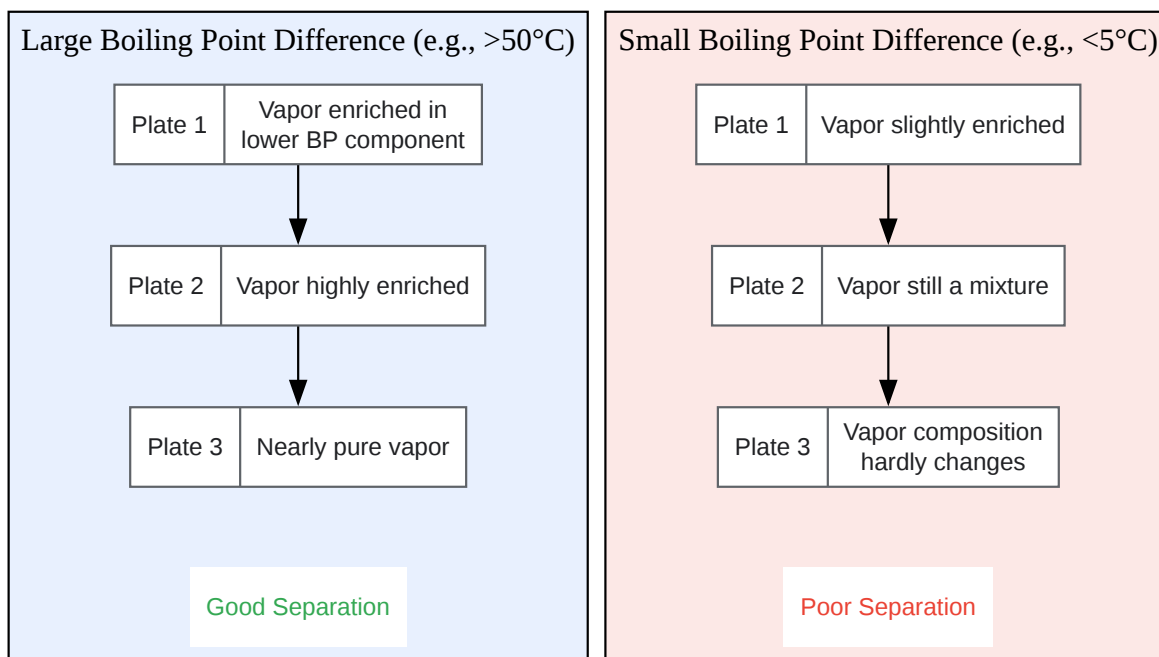 Large Boiling Point Difference (e.g., >50°C)
Plate 1
Vapor enriched in
lower BP component
Plate 2
Vapor highly enriched
Plate 3
Nearly pure vapor
Good Separation
Small Boiling Point Difference (e.g., <5°C)
Plate 1
Vapor slightly enriched
Plate 2
Vapor still a mixture
Plate 3
Vapor composition
hardly changes
Poor Separation